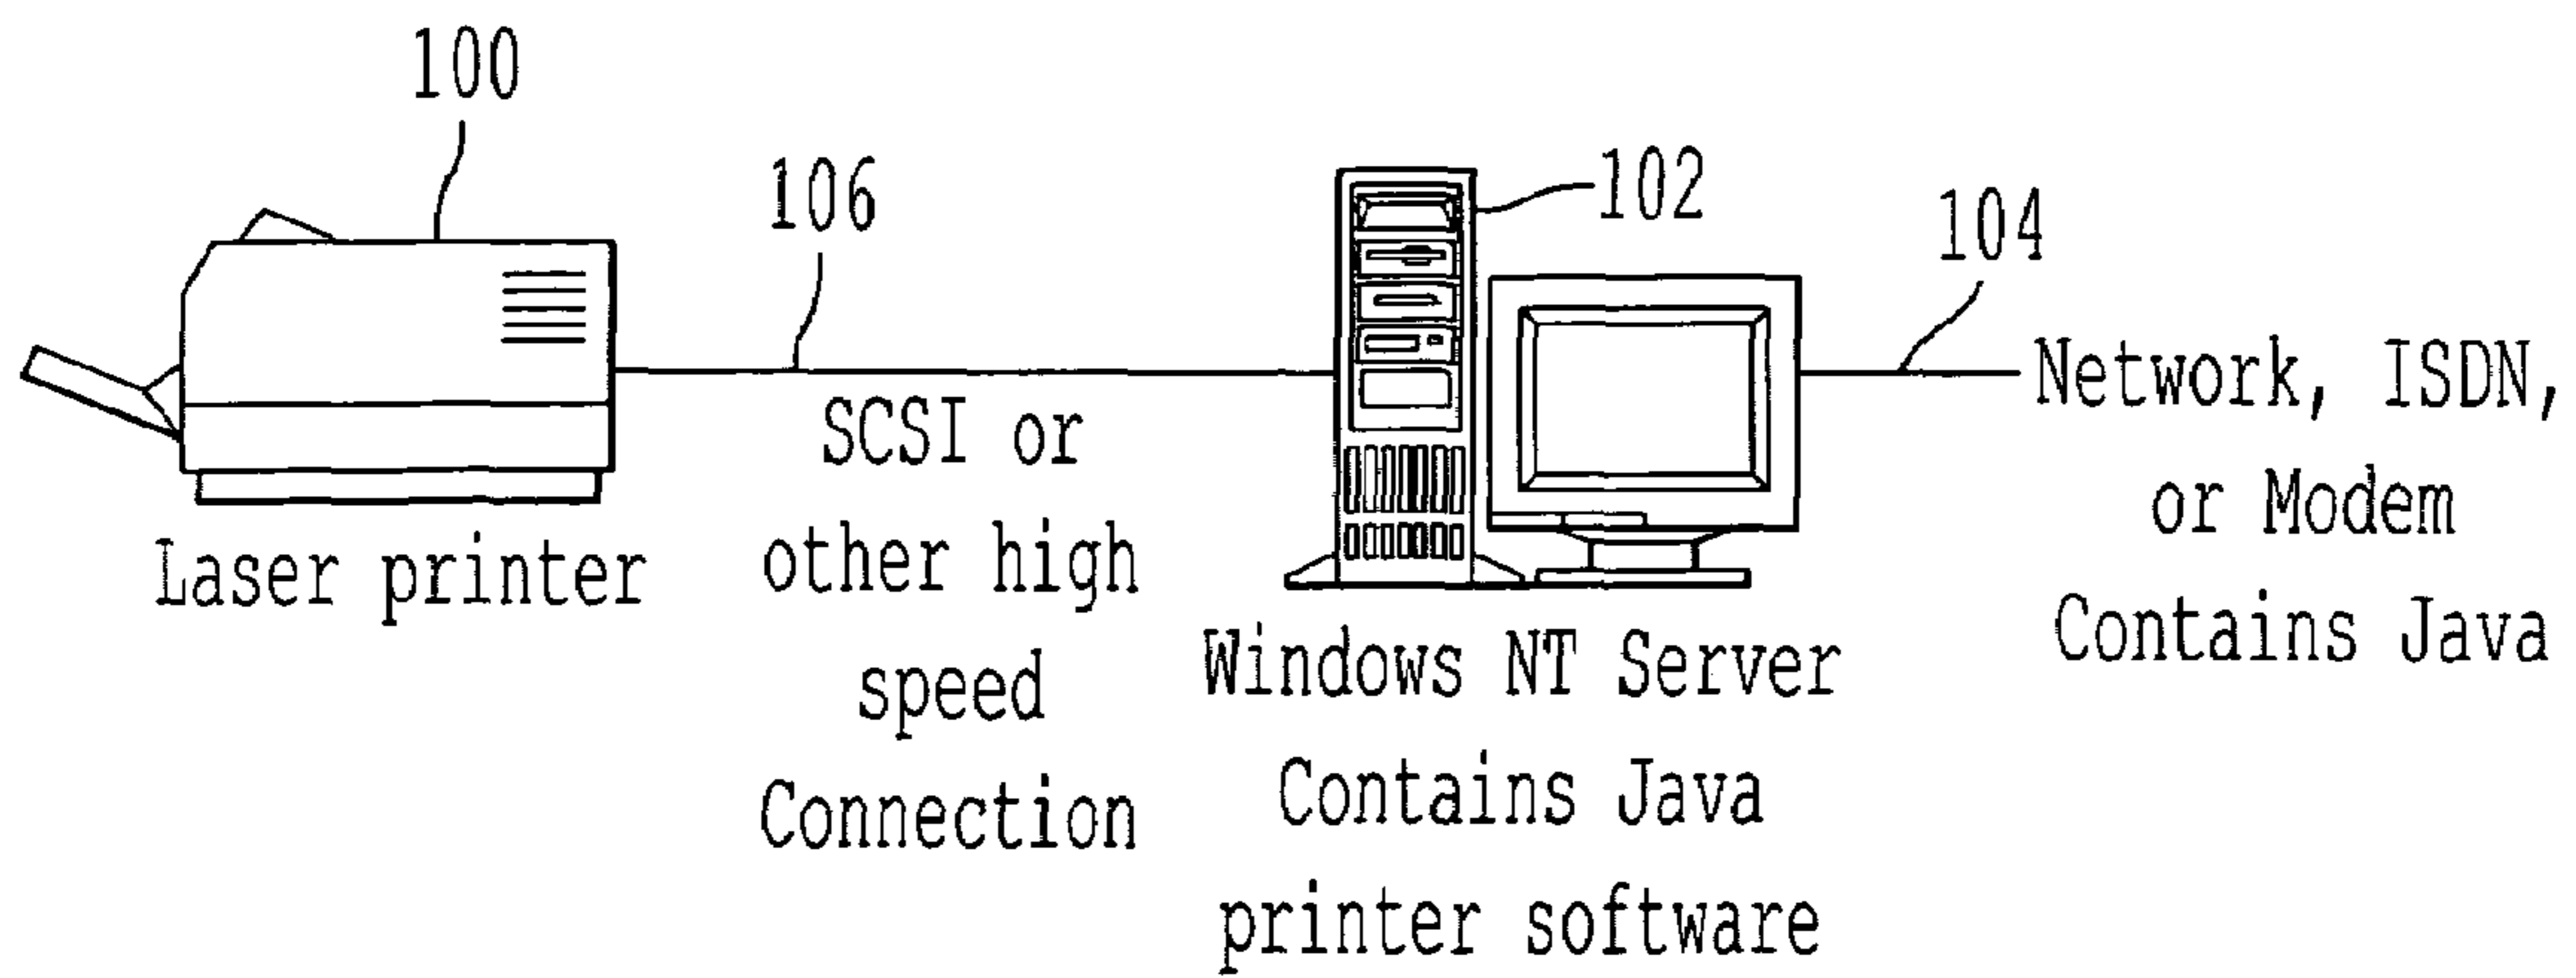 100
106
102
104
Laser printer
SCSI or
other high
speed
Connection
Windows NT Server
Contains Java
printer software
Network, ISDN,
or Modem
Contains Java